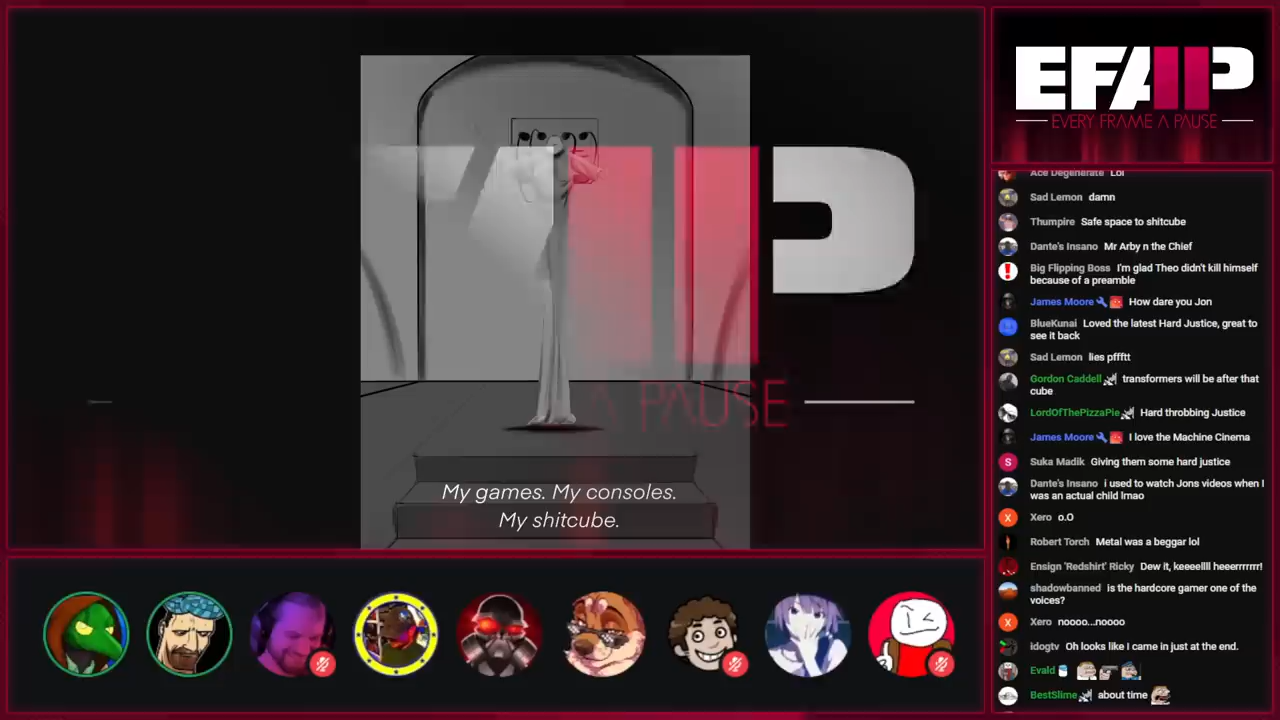 A PAUSE
P
My games. My consoles.
My shitcube.
EFAP
EVERY FRAME A PAUSE
Ace Degenerate Lol
Sad Lemon damn
Thumpire Safe space to shitcube
Dante's Insano Mr Arby n the Chief
Big Flipping Boss I'm glad Theo didn't kill himself
because of a preamble
James Moore How dare you Jon
BlueKunai Loved the latest Hard Justice, great to
see it back
Sad Lemon lies pfffft
Gordon Caddell transformers will be after that
cube
LordOfThePizzaPie Hard throbbing Justice
James Moore I love the Machine Cinema
S
Suka Madik Giving them some hard justice
Dante's Insano i used to watch Jons videos when I
was an actual child lmao
X
Xero o.O
Robert Torch Metal was a beggar lol
Ensign 'Redshirt' Ricky Dew it, keeeellll heeerrrrrrr!
shadowbanned is the hardcore gamer one of the
voices?
X
Xero noooo...noooo
idogtv Oh looks like I came in just at the end.
Evald
BestSlime about time